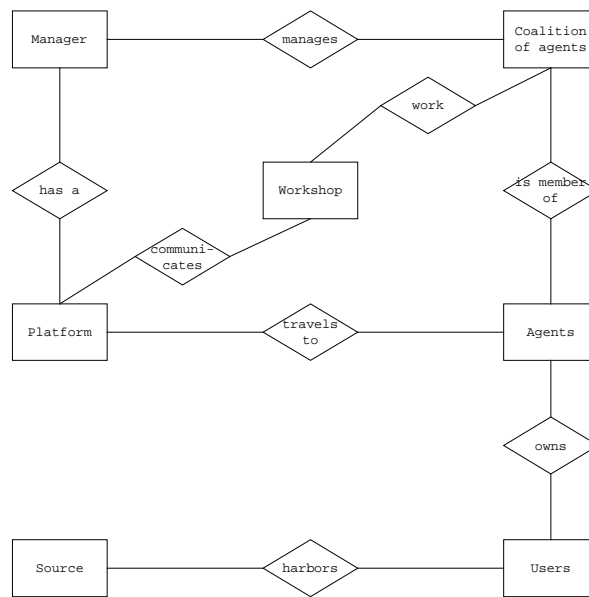 Manager
manages
Coalition
of agents
work
has a
Workshop
is member
of
communi-
cates
Platform
travels
to
Agents
owns
Source
harbors
Users